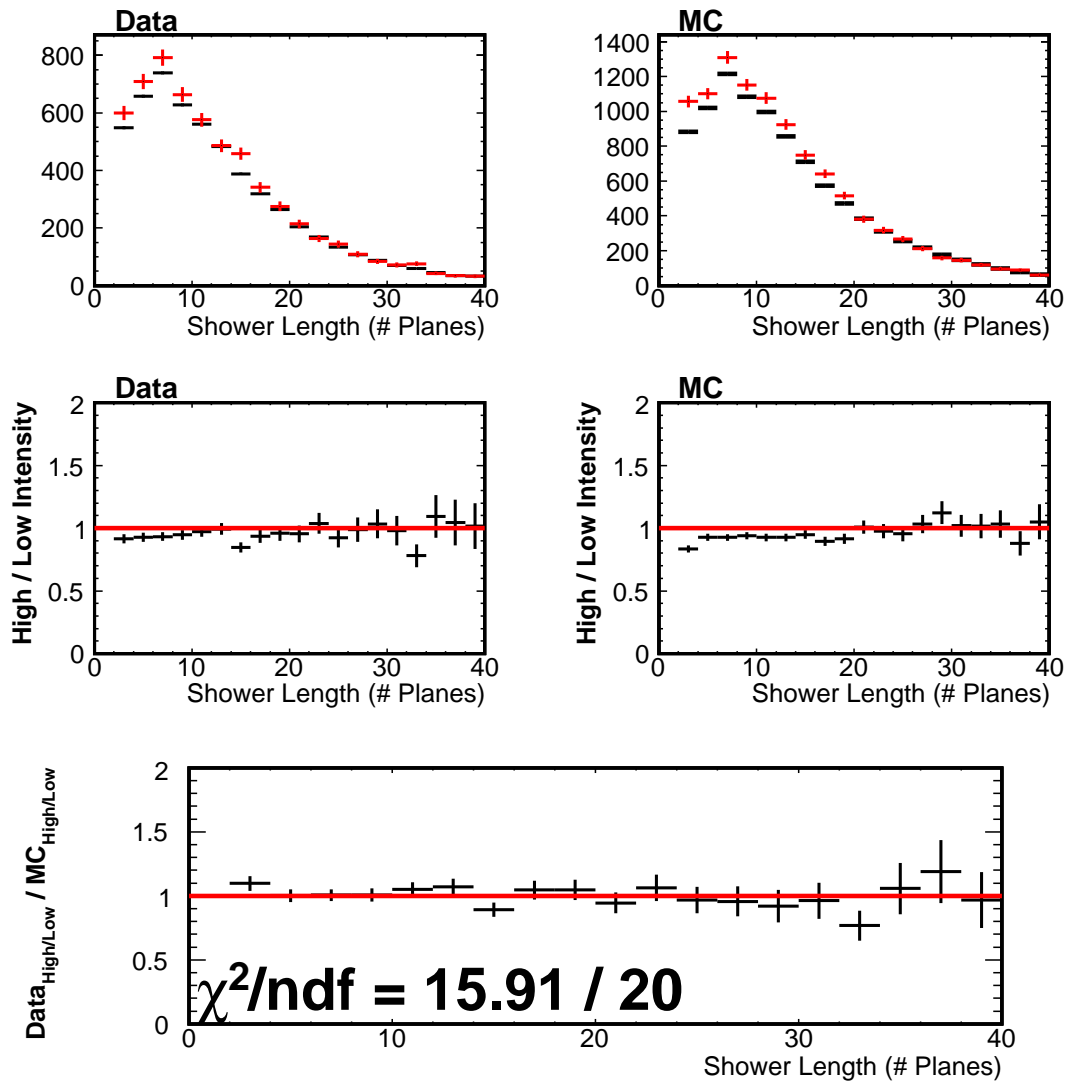 Data
800
600
400
200
0
0 10 20 30 40
Shower Length (# Planes)
MC
1400
1200
1000
800
600
400
200
0
0 10 20 30 40
Shower Length (# Planes)
Data
High / Low Intensity
2
1.5
1
0.5
0
0 10 20 30 40
Shower Length (# Planes)
MC
High / Low Intensity
2
1.5
1
0.5
0
0 10 20 30 40
Shower Length (# Planes)
Data_High/Low / MC_High/Low
2
1.5
1
0.5
0
χ²/ndf = 15.91 / 20
0 10 20 30 40
Shower Length (# Planes)